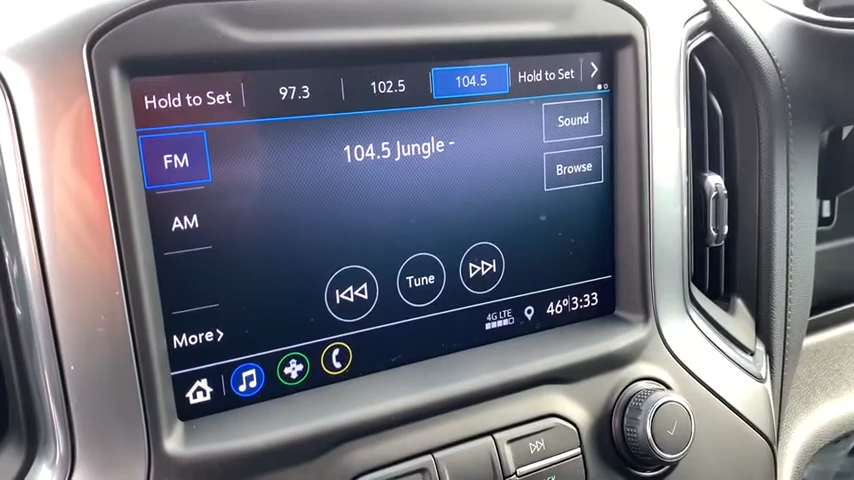 Hold to Set 97.3 102.5 104.5 Hold to Set
FM
104.5 Jungle -
Sound
Browse
AM
Tune
More
4G LTE
46° 3:33